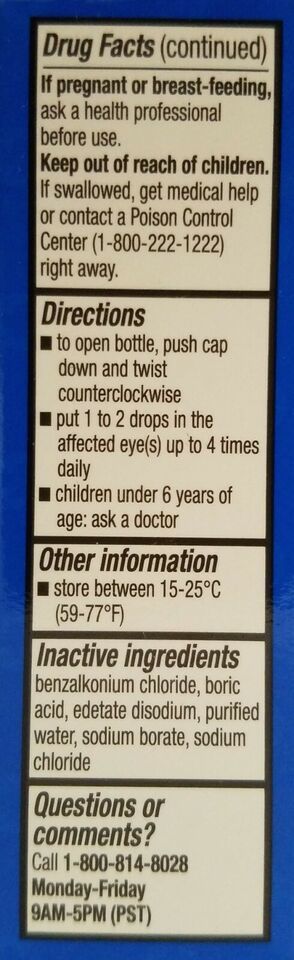 Drug Facts (continued)
If pregnant or breast-feeding,
ask a health professional
before use.
Keep out of reach of children.
If swallowed, get medical help
or contact a Poison Control
Center (1-800-222-1222)
right away.
Directions
■ to open bottle, push cap
down and twist
counterclockwise
■ put 1 to 2 drops in the
affected eye(s) up to 4 times
daily
■ children under 6 years of
age: ask a doctor
Other information
■ store between 15-25°C
(59-77°F)
Inactive ingredients
benzalkonium chloride, boric
acid, edetate disodium, purified
water, sodium borate, sodium
chloride
Questions or
comments?
Call 1-800-814-8028
Monday-Friday
9AM-5PM (PST)